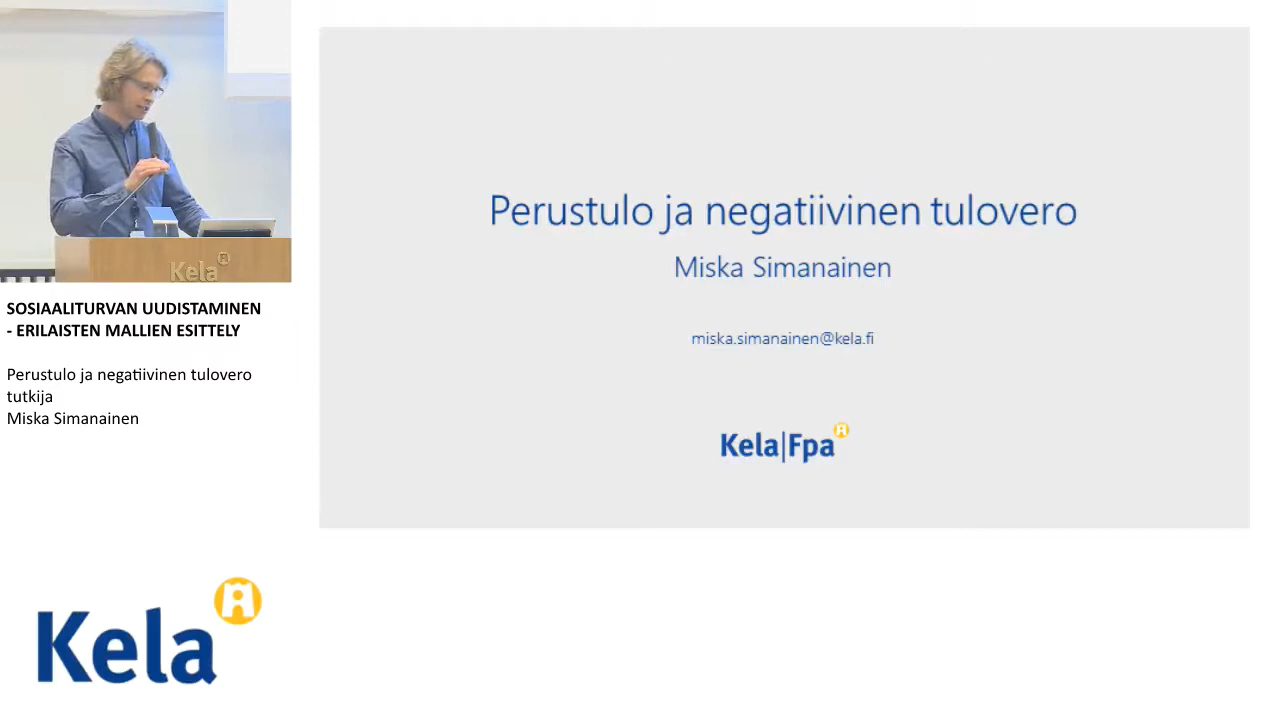 Kela
SOSIAALITURVAN UUDISTAMINEN
- ERILAISTEN MALLIEN ESITTELY
Perustulo ja negatiivinen tulovero
tutkija
Miska Simanainen
Kela
Perustulo ja negatiivinen tulovero
Miska Simanainen
miska.simanainen@kela.fi
Kela|Fpa